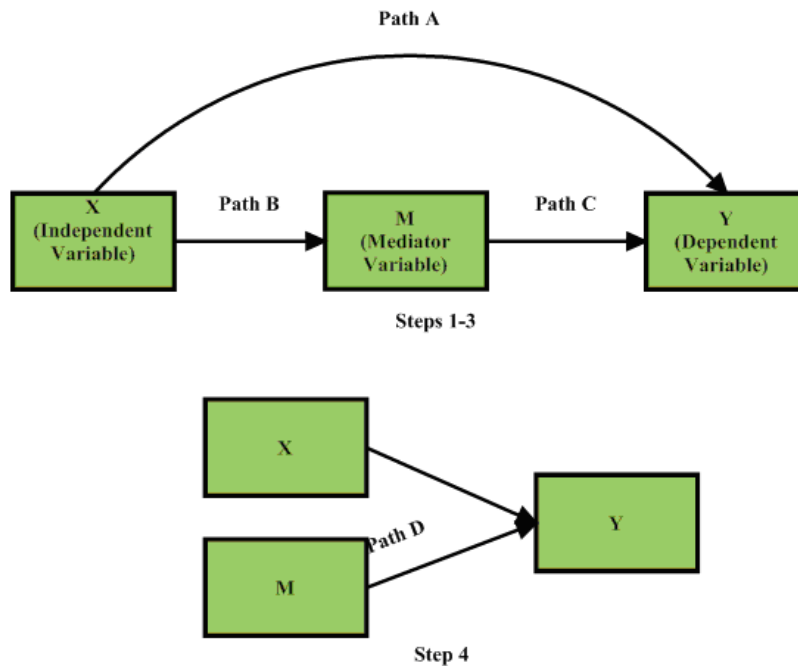 Path A
X
(Independent
Variable)
Path B
M
(Mediator
Variable)
Path C
Y
(Dependent
Variable)
Steps 1-3
X
Path D
Y
M
Step 4